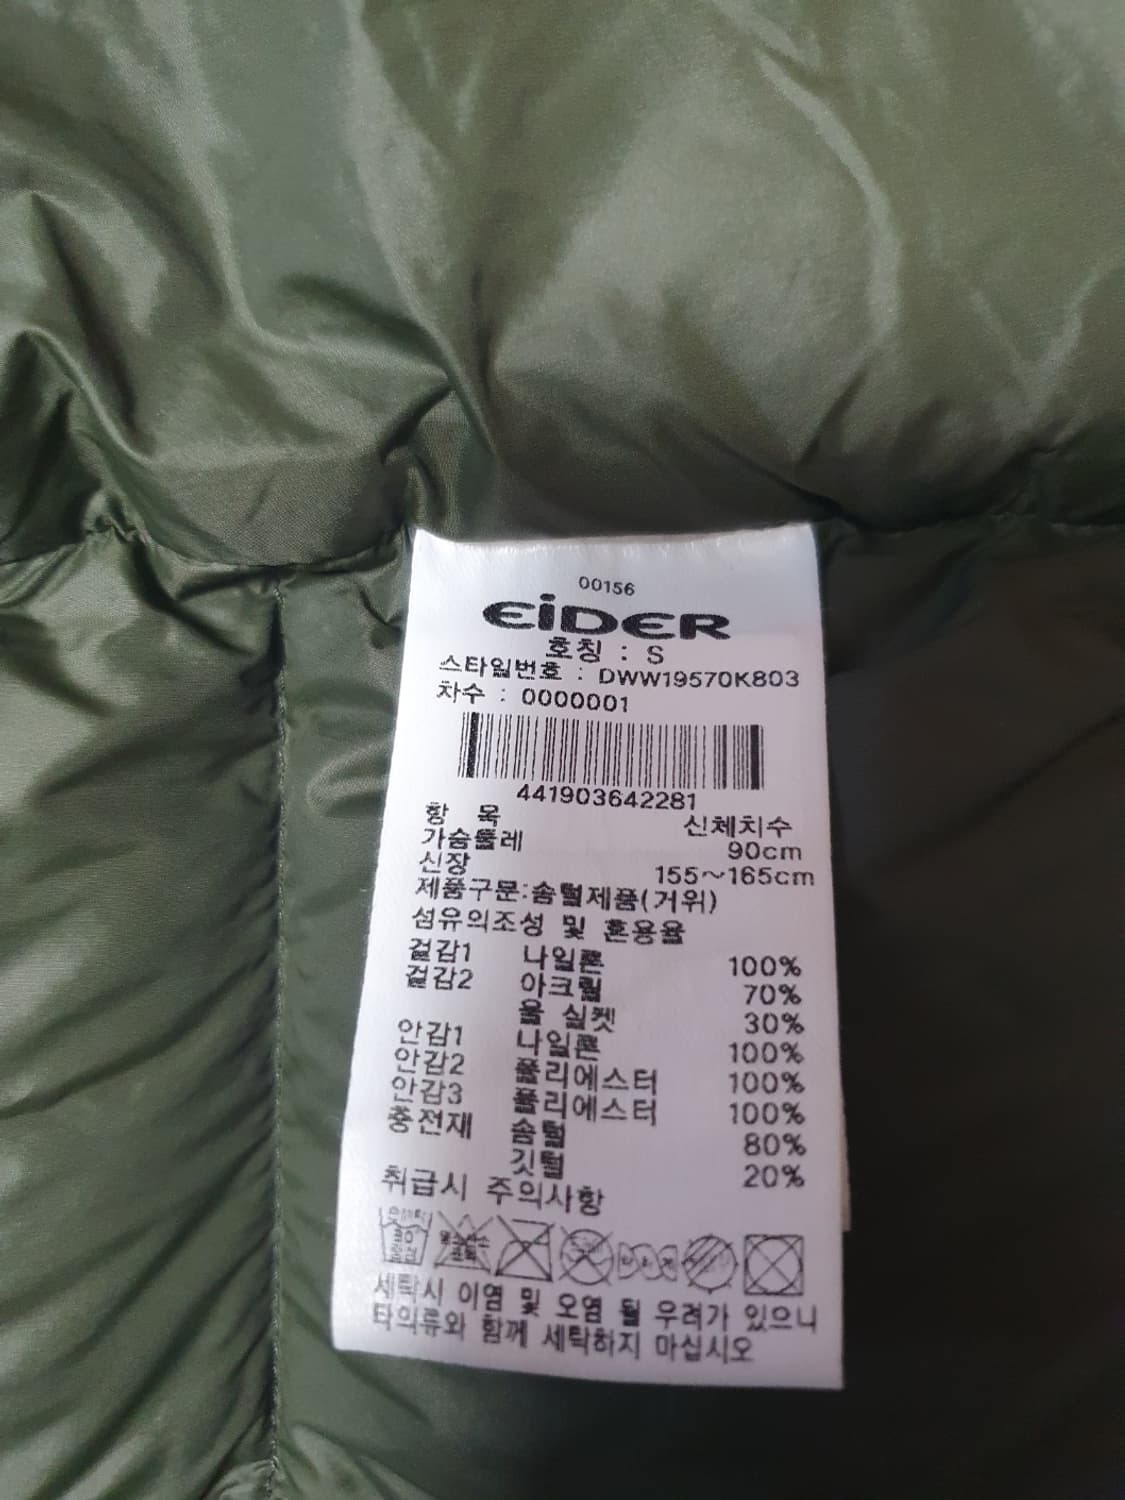 00156
EiDER
호칭 : S
스타일번호 : DWW19570K803
차수 : 0000001
441903642281
항 목 신체치수
가슴둘레 90cm
신장 155~165cm
제품구분:솜털제품(거위)
섬유의조성 및 혼용율
겉감1 나일론 100%
겉감2 아크릴 70%
울 실켓 30%
안감1 나일론 100%
안감2 폴리에스터 100%
안감3 폴리에스터 100%
충전재 솜털 80%
깃털 20%
취급시 주의사항
세탁시 이염 및 오염 될 우려가 있으니
타의류와 함께 세탁하지 마십시오